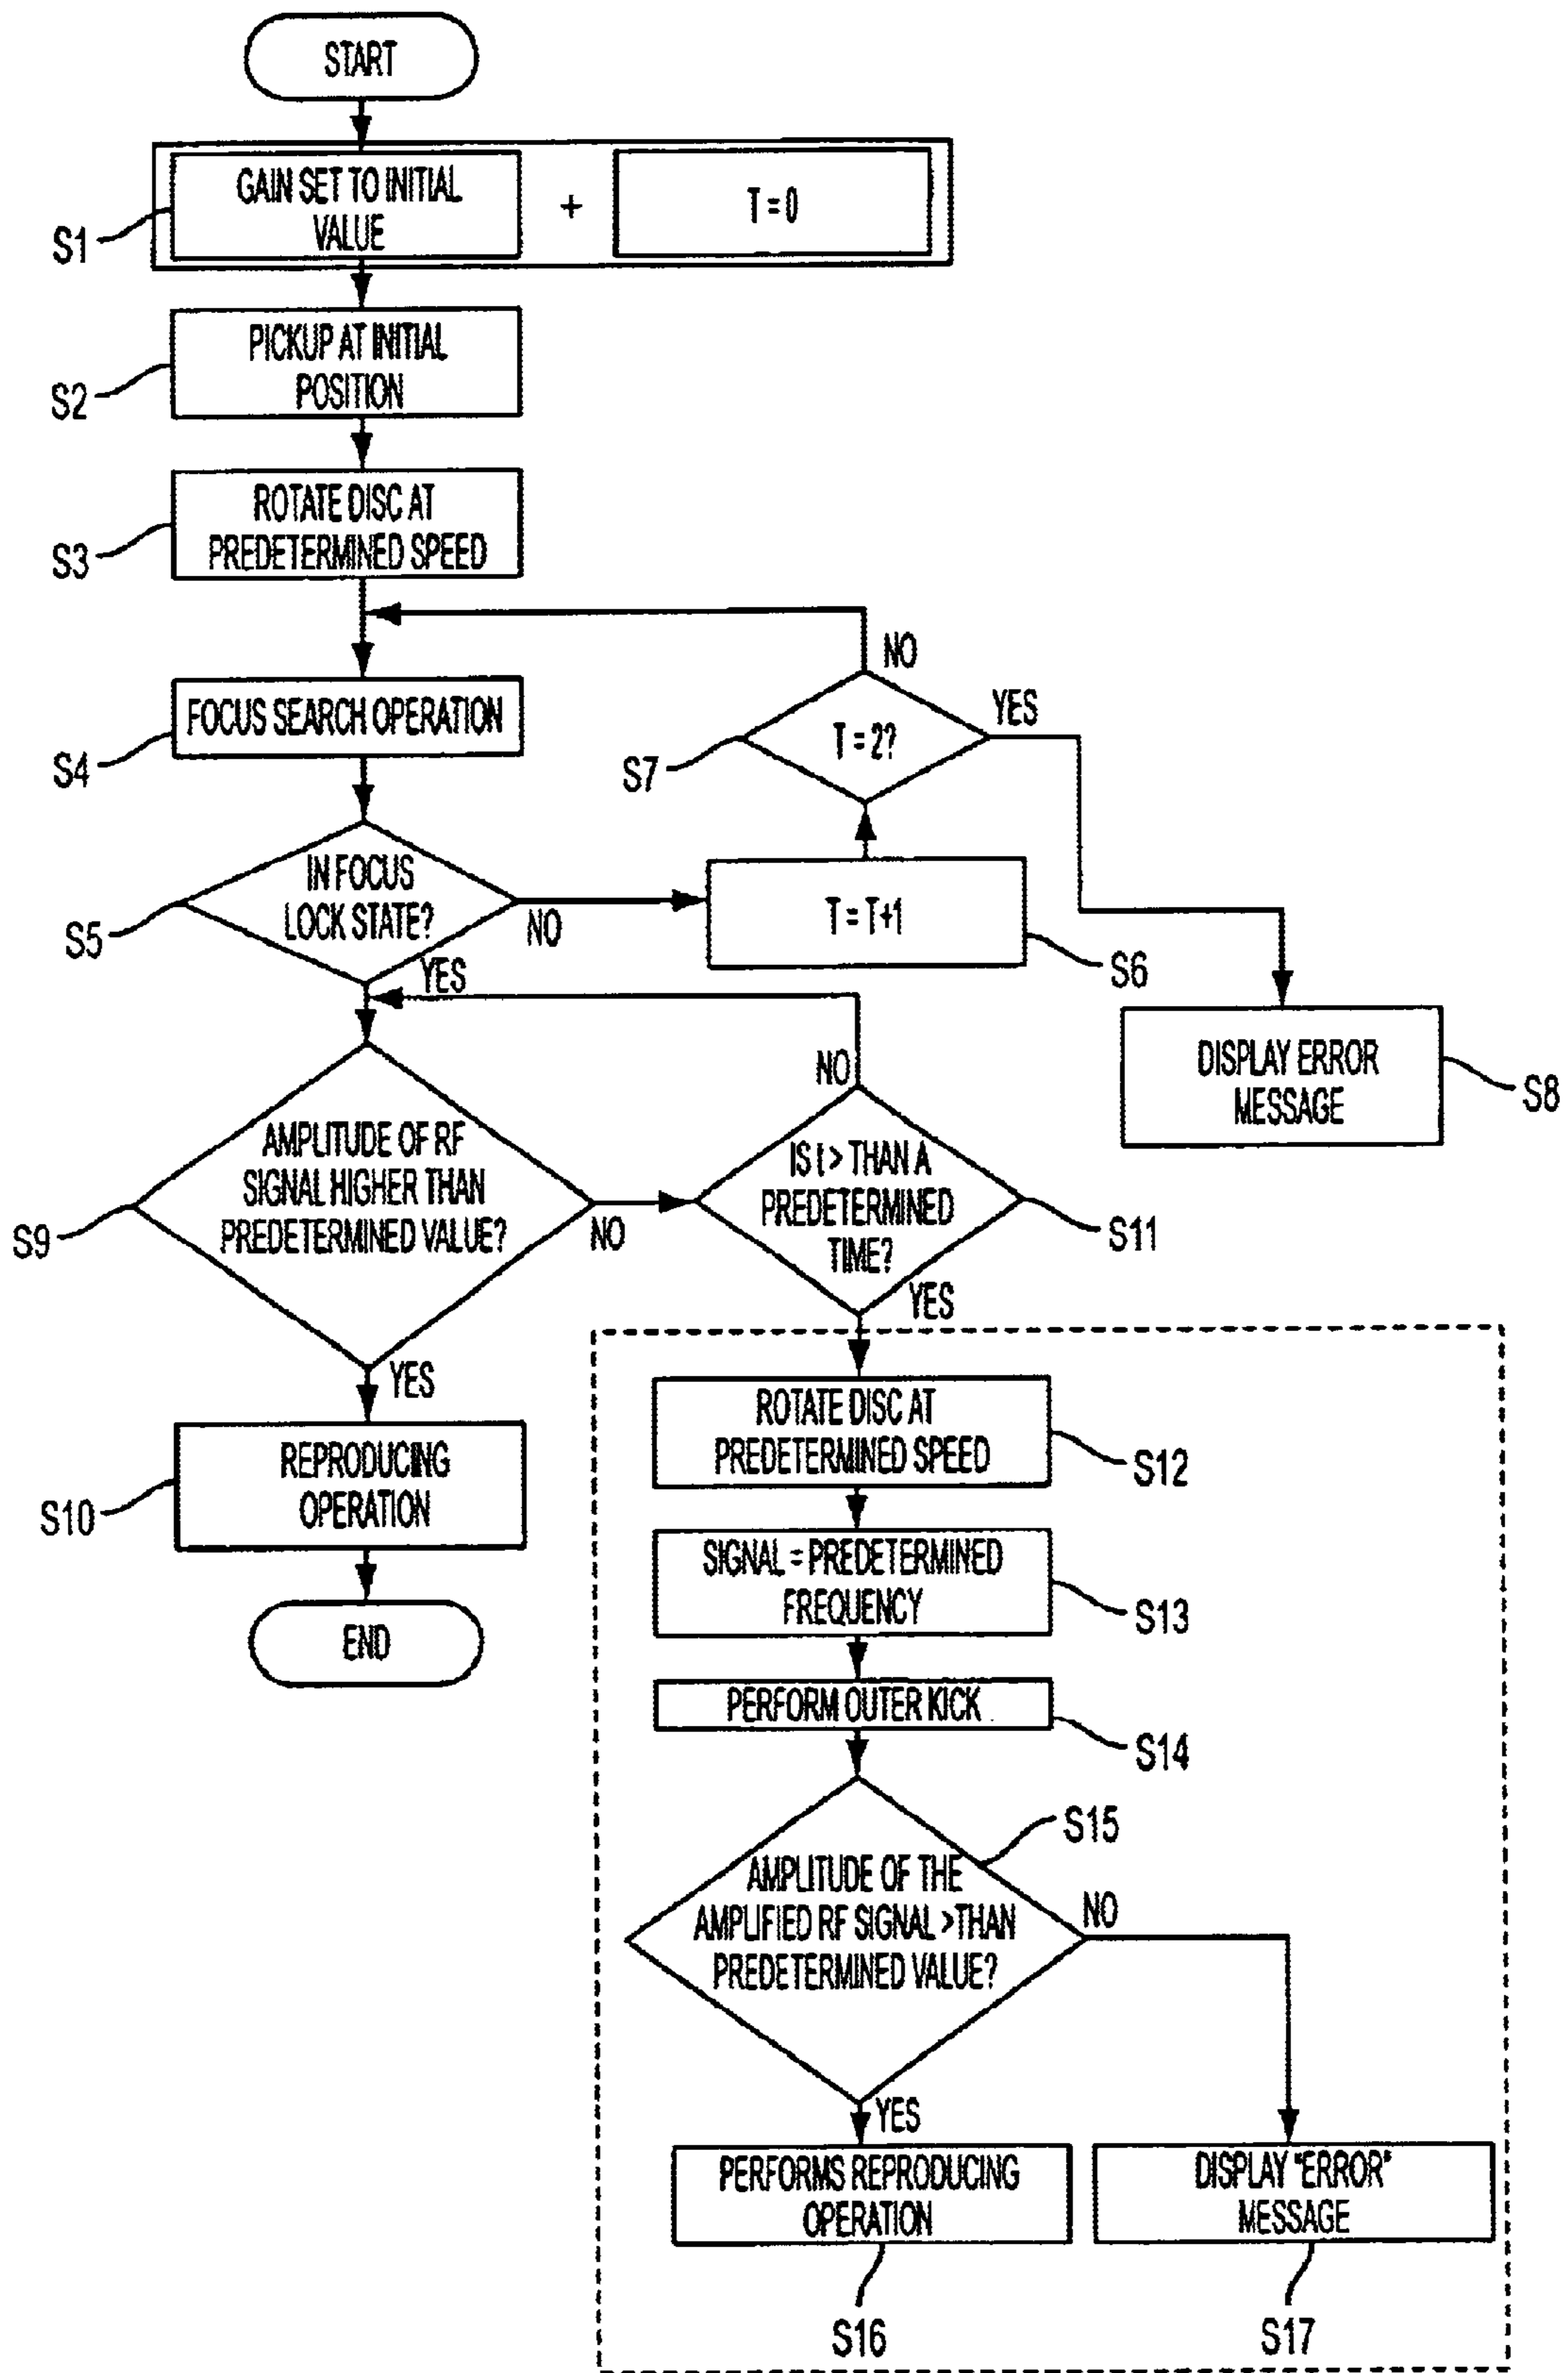 START
GAIN SET TO INITIAL
VALUE
+
T = 0
S1
PICKUP AT INITIAL
POSITION
S2
ROTATE DISC AT
PREDETERMINED SPEED
S3
NO
FOCUS SEARCH OPERATION
S4
T = 2?
YES
S7
IN FOCUS
LOCK STATE?
S5
NO
T = T+1
S6
YES
DISPLAY ERROR
MESSAGE
S8
NO
AMPLITUDE OF RF
SIGNAL HIGHER THAN
PREDETERMINED VALUE?
S9
NO
IS t > THAN A
PREDETERMINED
TIME?
S11
YES
YES
REPRODUCING
OPERATION
S10
END
ROTATE DISC AT
PREDETERMINED SPEED
S12
SIGNAL = PREDETERMINED
FREQUENCY
S13
PERFORM OUTER KICK
S14
S15
AMPLITUDE OF THE
AMPLIFIED RF SIGNAL >THAN
PREDETERMINED VALUE?
NO
YES
PERFORMS REPRODUCING
OPERATION
S16
DISPLAY "ERROR"
MESSAGE
S17